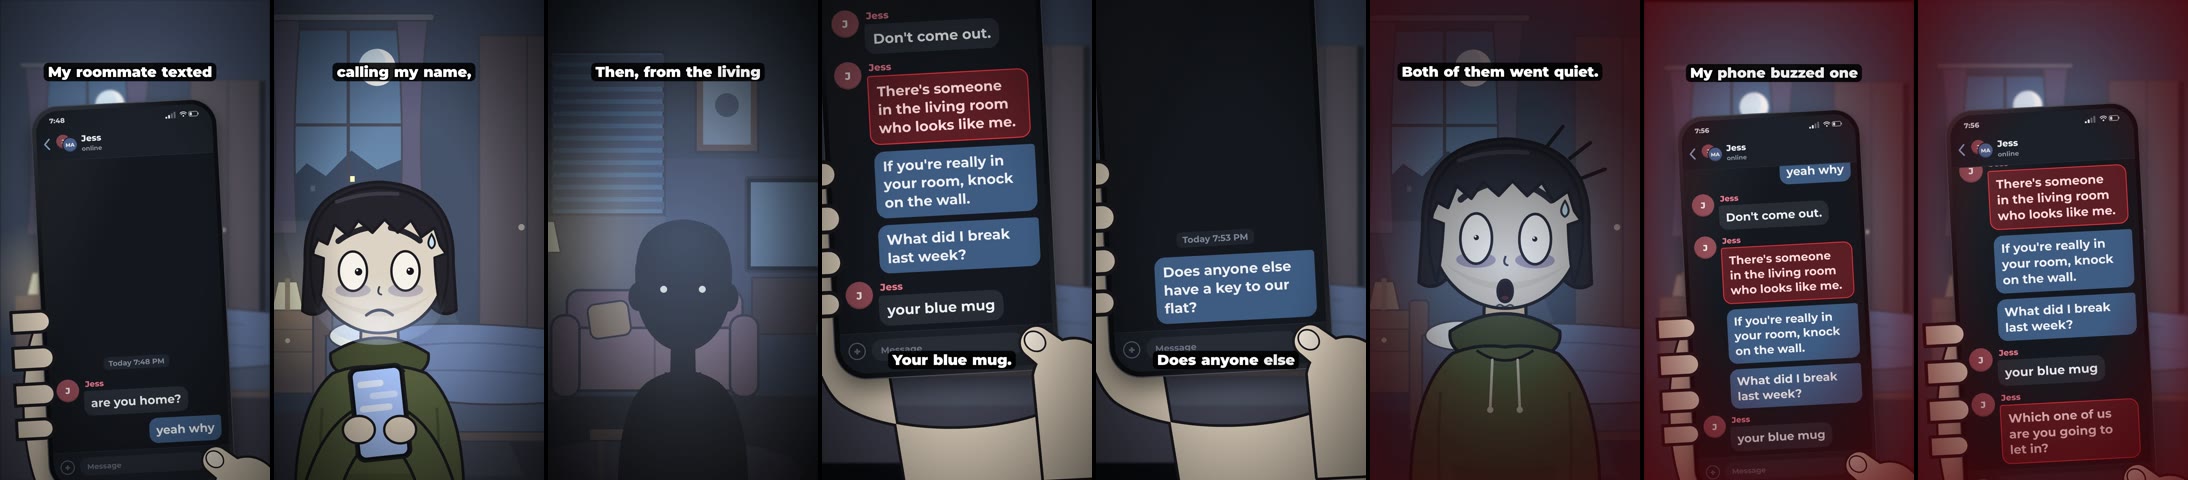 My roommate texted
7:48
Jess
MA
online
Today 7:48 PM
Jess
J
are you home?
yeah why
Message
calling my name,
Then, from the living
Jess
J
Don't come out.
Jess
J
There's someone
in the living room
who looks like me.
If you're really in
your room, knock
on the wall.
What did I break
last week?
Jess
J
your blue mug
Message
Your blue mug.
Today 7:53 PM
Does anyone else
have a key to our
flat?
Message
Does anyone else
Both of them went quiet.
My phone buzzed one
7:56
Jess
MA
online
yeah why
Jess
J
Don't come out.
Jess
J
There's someone
in the living room
who looks like me.
If you're really in
your room, knock
on the wall.
What did I break
last week?
Jess
J
your blue mug
Message
7:56
Jess
MA
online
J
There's someone
in the living room
who looks like me.
If you're really in
your room, knock
on the wall.
What did I break
last week?
Jess
J
your blue mug
Jess
J
Which one of us
are you going to
let in?